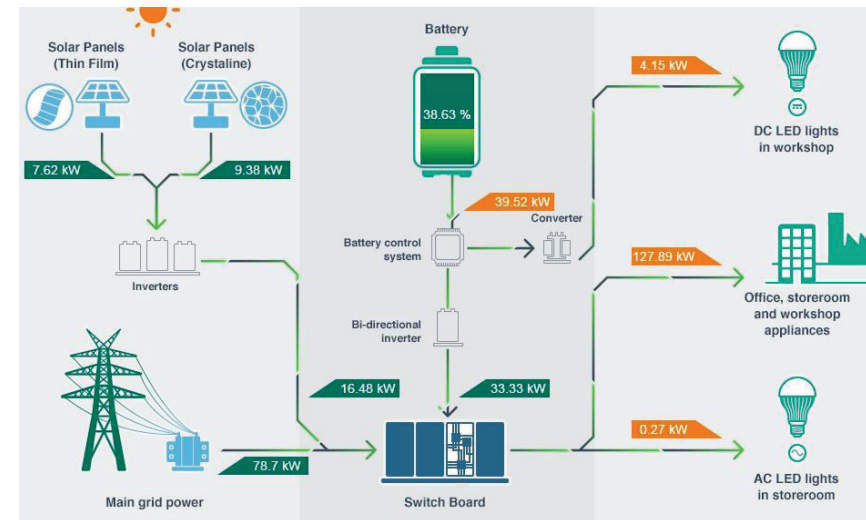 Solar Panels
(Thin Film)
Solar Panels
(Crystaline)
7.62 kW
9.38 kW
Inverters
16.48 kW
Main grid power
78.7 kW
Battery
38.63 %
39.52 kW
Battery control
system
Converter
Bi-directional
inverter
33.33 kW
Switch Board
4.15 kW
DC LED lights
in workshop
127.89 kW
Office, storeroom
and workshop
appliances
0.27 kW
AC LED lights
in storeroom